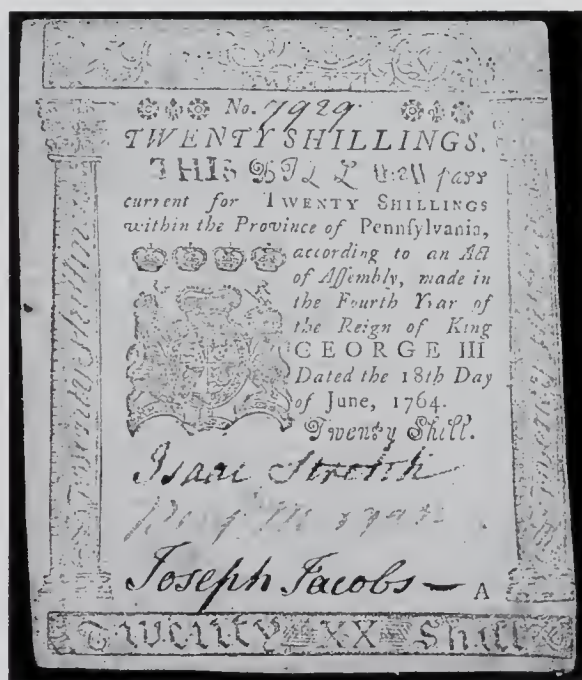 No. 7929
TWENTY SHILLINGS.
THIS BILL shall pass
current for TWENTY SHILLINGS
within the Province of Pennſylvania,
according to an Act
of Aſſembly, made in
the Fourth Year of
the Reign of King
GEORGE III
Dated the 18th Day
of June, 1764.
Twenty Shill.
Isaac
Joseph Jacobs — A
Twenty XX Shill
Twenty Shillin